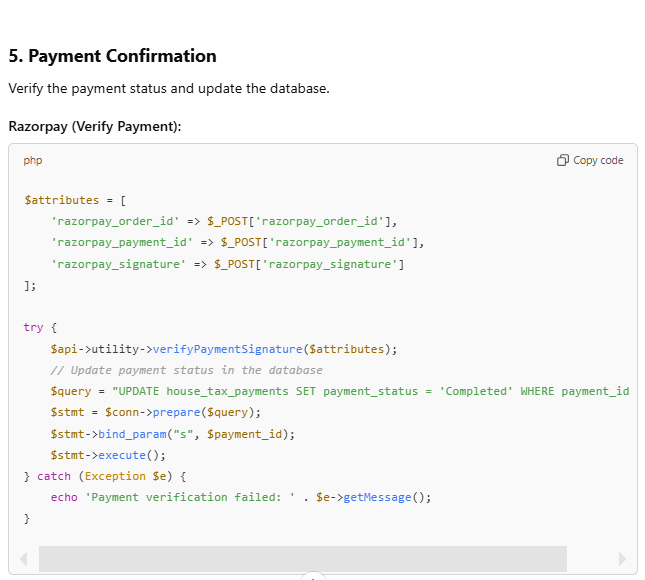 5. Payment Confirmation
Verify the payment status and update the database.
Razorpay (Verify Payment):
php
Copy code
$attributes = [
    'razorpay_order_id' => $_POST['razorpay_order_id'],
    'razorpay_payment_id' => $_POST['razorpay_payment_id'],
    'razorpay_signature' => $_POST['razorpay_signature']
];
try {
    $api->utility->verifyPaymentSignature($attributes);
    // Update payment status in the database
    $query = "UPDATE house_tax_payments SET payment_status = 'Completed' WHERE payment_id
    $stmt = $conn->prepare($query);
    $stmt->bind_param("s", $payment_id);
    $stmt->execute();
} catch (Exception $e) {
    echo 'Payment verification failed: ' . $e->getMessage();
}